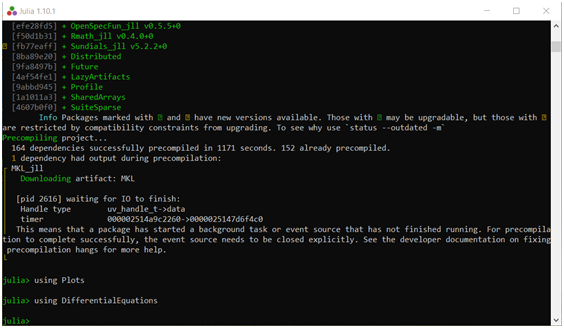 Julia 1.10.1
[efe28fd5] + OpenSpecFun_jll v0.5.5+0
[f50d1b31] + Rmath_jll v0.4.0+0
[fb77eaff] + Sundials_jll v5.2.2+0
[8ba89e20] + Distributed
[9fa8497b] + Future
[4af54fe1] + LazyArtifacts
[9abbd945] + Profile
[1a1011a3] + SharedArrays
[4607b0f0] + SuiteSparse
Info Packages marked with and have new versions available. Those with may be upgradable, but those with
are restricted by compatibility constraints from upgrading. To see why use `status --outdated -m`
Precompiling project...
164 dependencies successfully precompiled in 1171 seconds. 152 already precompiled.
1 dependency had output during precompilation:
MKL_jll
Downloading artifact: MKL
[pid 2616] waiting for IO to finish:
Handle type uv_handle_t->data
timer 000002514a9c2260->0000025147d6f4c0
This means that a package has started a background task or event source that has not finished running. For precompila
tion to complete successfully, the event source needs to be closed explicitly. See the developer documentation on fixing
precompilation hangs for more help.
julia> using Plots
julia> using DifferentialEquations
julia>